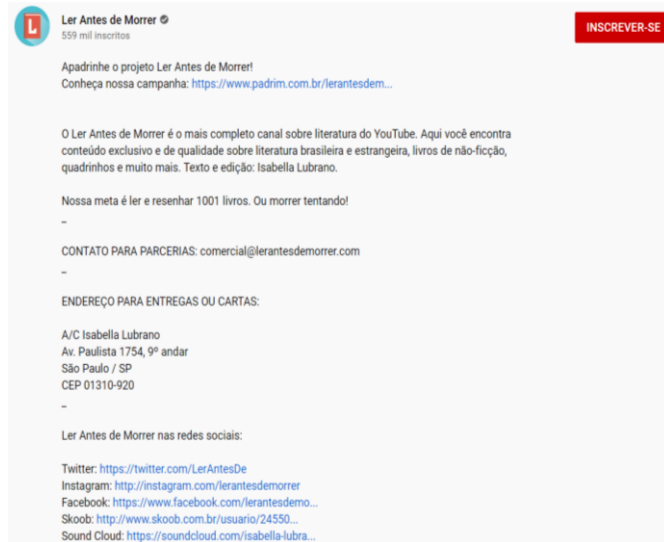 Ler Antes de Morrer
559 mil inscritos
INSCREVER-SE
Apadrinhe o projeto Ler Antes de Morrer!
Conheça nossa campanha: https://www.padrim.com.br/lerantesdem...
O Ler Antes de Morrer é o mais completo canal sobre literatura do YouTube. Aqui você encontra
conteúdo exclusivo e de qualidade sobre literatura brasileira e estrangeira, livros de não-ficção,
quadrinhos e muito mais. Texto e edição: Isabella Lubrano.
Nossa meta é ler e resenhar 1001 livros. Ou morrer tentando!
_
CONTATO PARA PARCERIAS: comercial@lerantesdemorrer.com
_
ENDEREÇO PARA ENTREGAS OU CARTAS:
A/C Isabella Lubrano
Av. Paulista 1754, 9º andar
São Paulo / SP
CEP 01310-920
_
Ler Antes de Morrer nas redes sociais:
Twitter: https://twitter.com/LerAntesDe
Instagram: http://instagram.com/lerantesdemorrer
Facebook: https://www.facebook.com/lerantesdemo...
Skoob: http://www.skoob.com.br/usuario/24550...
Sound Cloud: https://soundcloud.com/isabella-lubra...